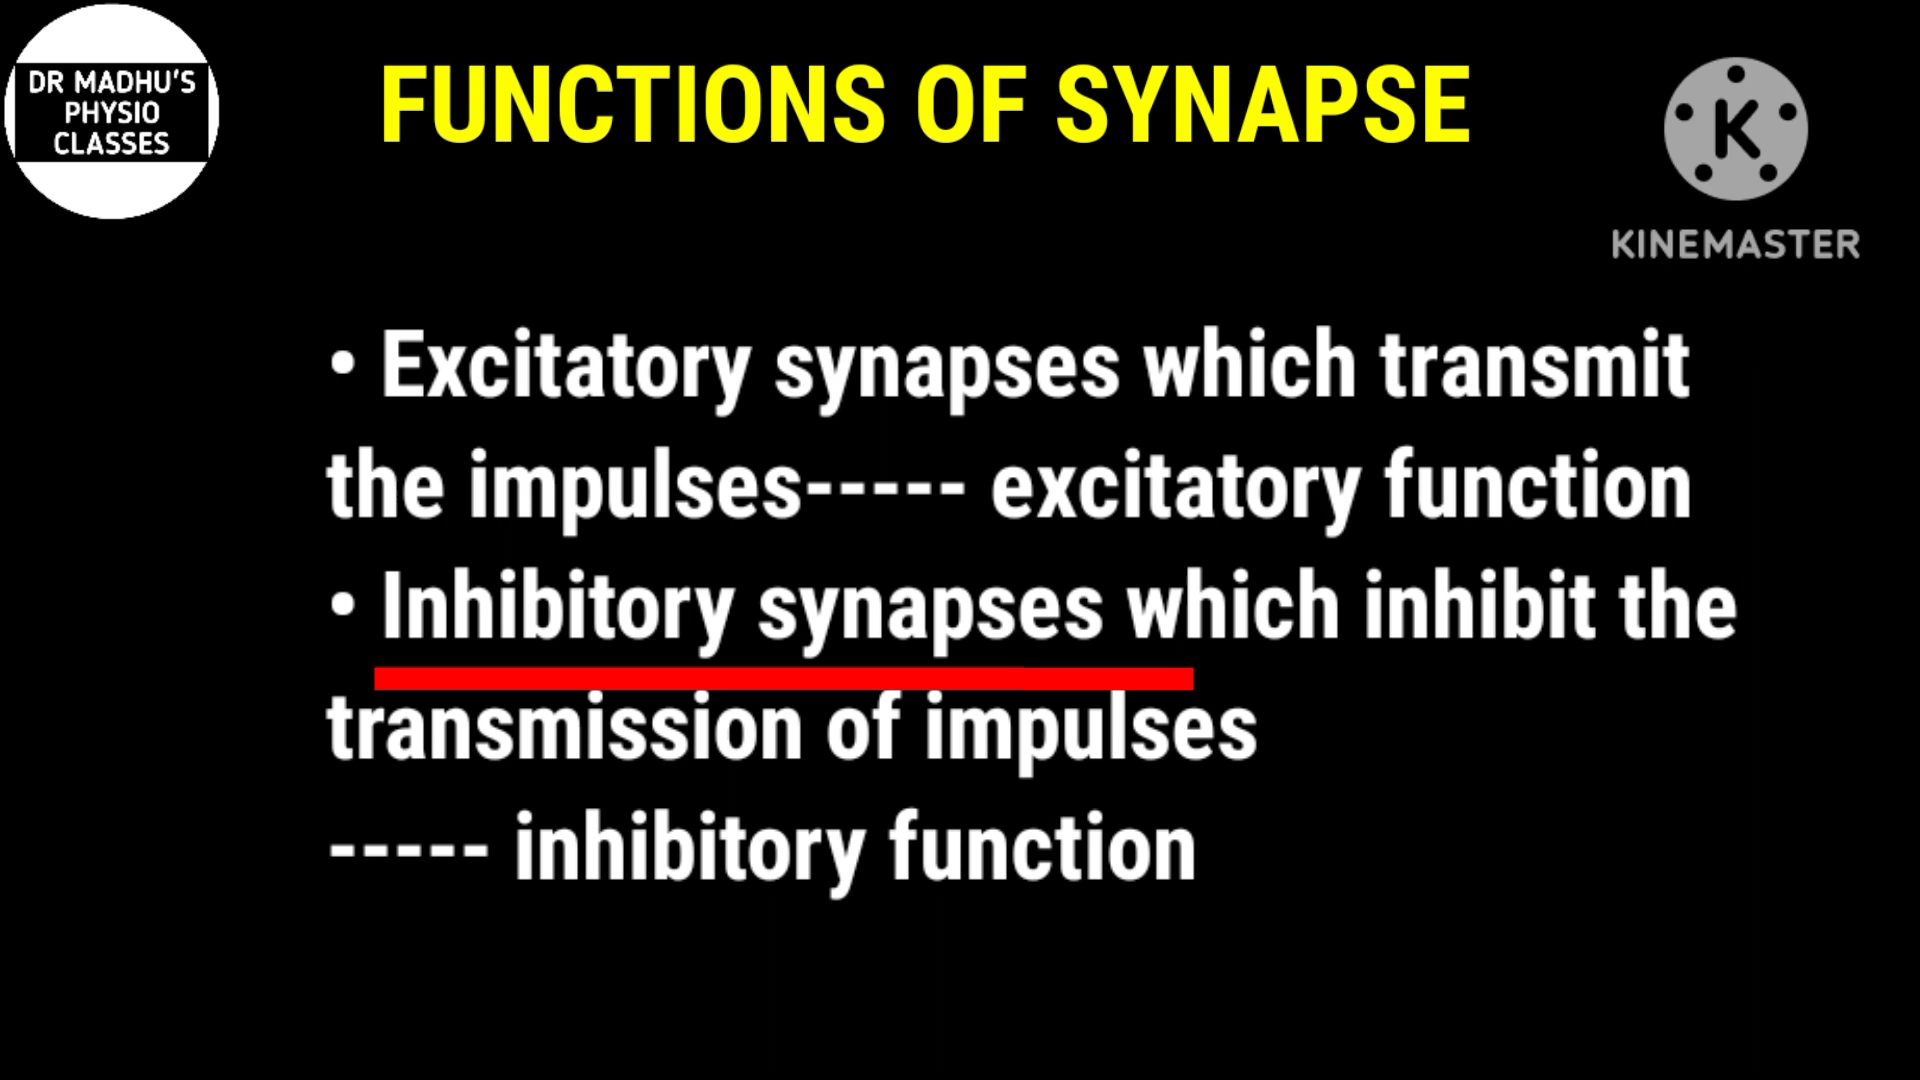 DR MADHU'S
PHYSIO
CLASSES
FUNCTIONS OF SYNAPSE
K
KINEMASTER
• Excitatory synapses which transmit
the impulses----- excitatory function
• Inhibitory synapses which inhibit the
transmission of impulses
----- inhibitory function